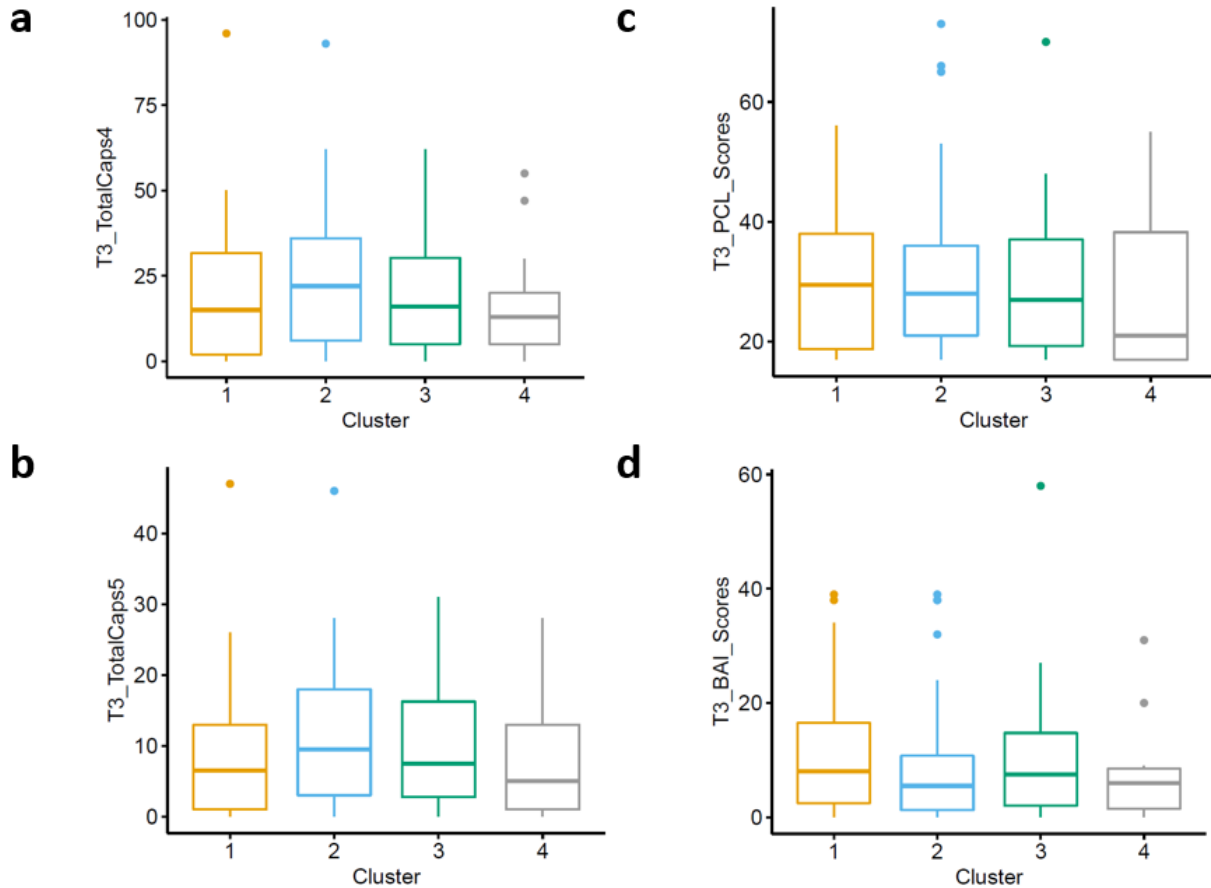 a
100
75
50
25
0
T3_TotalCaps4
1 2 3 4
Cluster
c
60
40
20
T3_PCL_Scores
1 2 3 4
Cluster
b
40
30
20
10
0
T3_TotalCaps5
1 2 3 4
Cluster
d
60
40
20
0
T3_BAI_Scores
1 2 3 4
Cluster